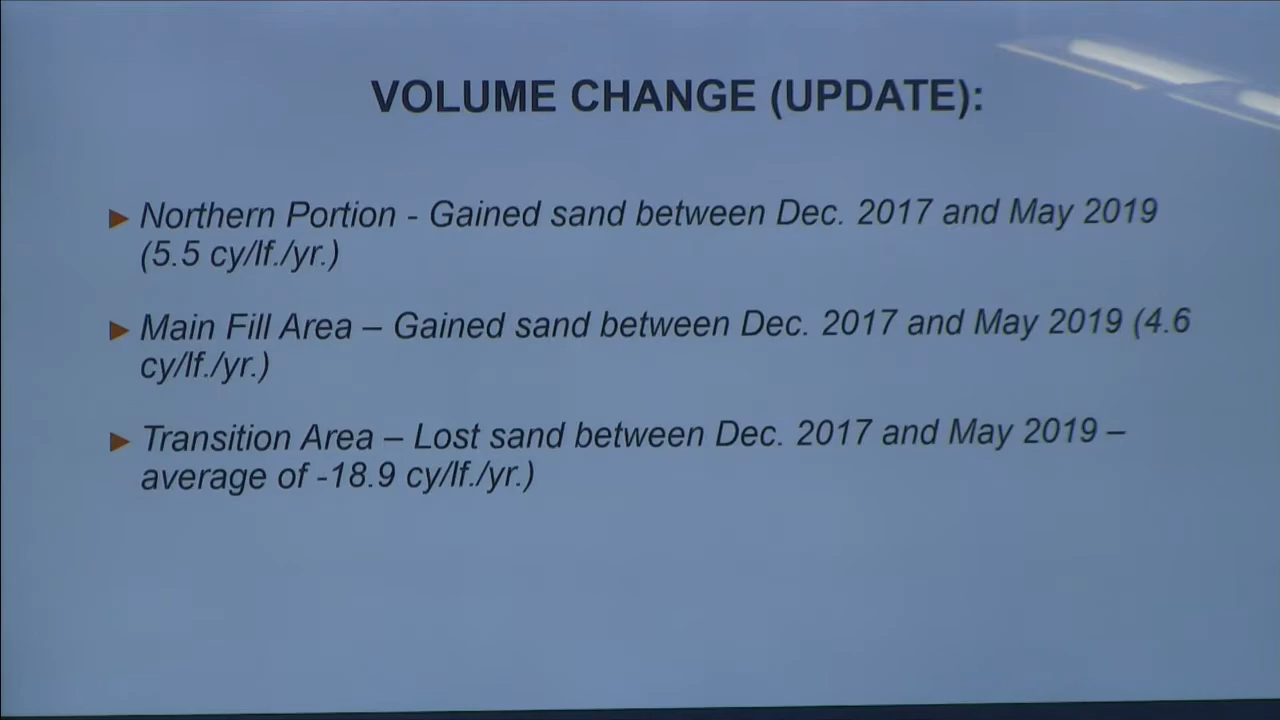 VOLUME CHANGE (UPDATE):
Northern Portion - Gained sand between Dec. 2017 and May 2019
(5.5 cy/lf./yr.)
Main Fill Area – Gained sand between Dec. 2017 and May 2019 (4.6
cy/lf./yr.)
Transition Area – Lost sand between Dec. 2017 and May 2019 –
average of -18.9 cy/lf./yr.)